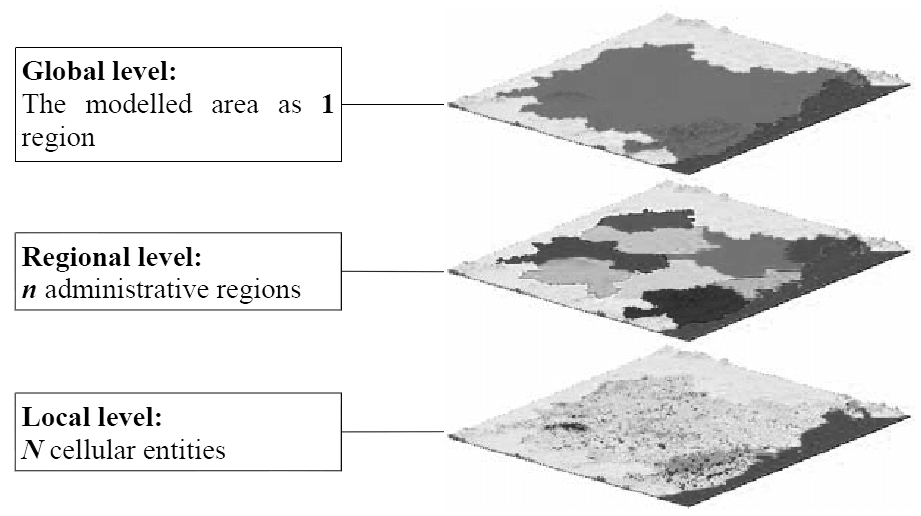 Global level:
The modelled area as 1
region
Regional level:
n administrative regions
Local level:
N cellular entities